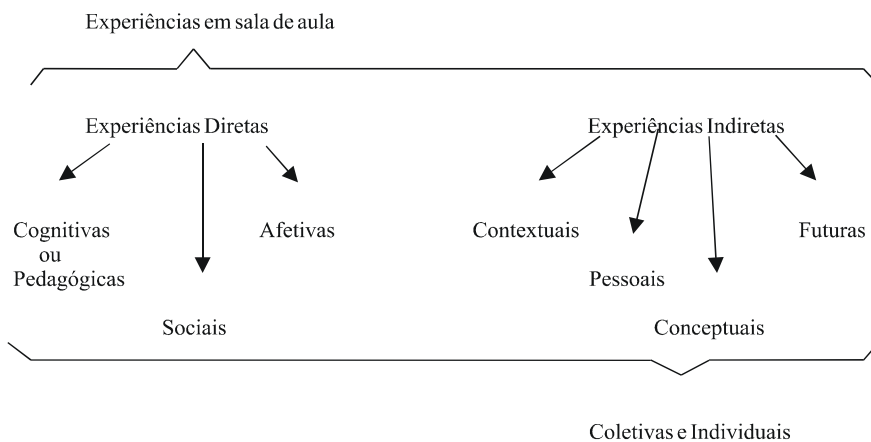 Experiências em sala de aula
Experiências Diretas
Experiências Indiretas
Cognitivas
ou
Pedagógicas
Afetivas
Contextuais
Futuras
Pessoais
Sociais
Conceptuais
Coletivas e Individuais